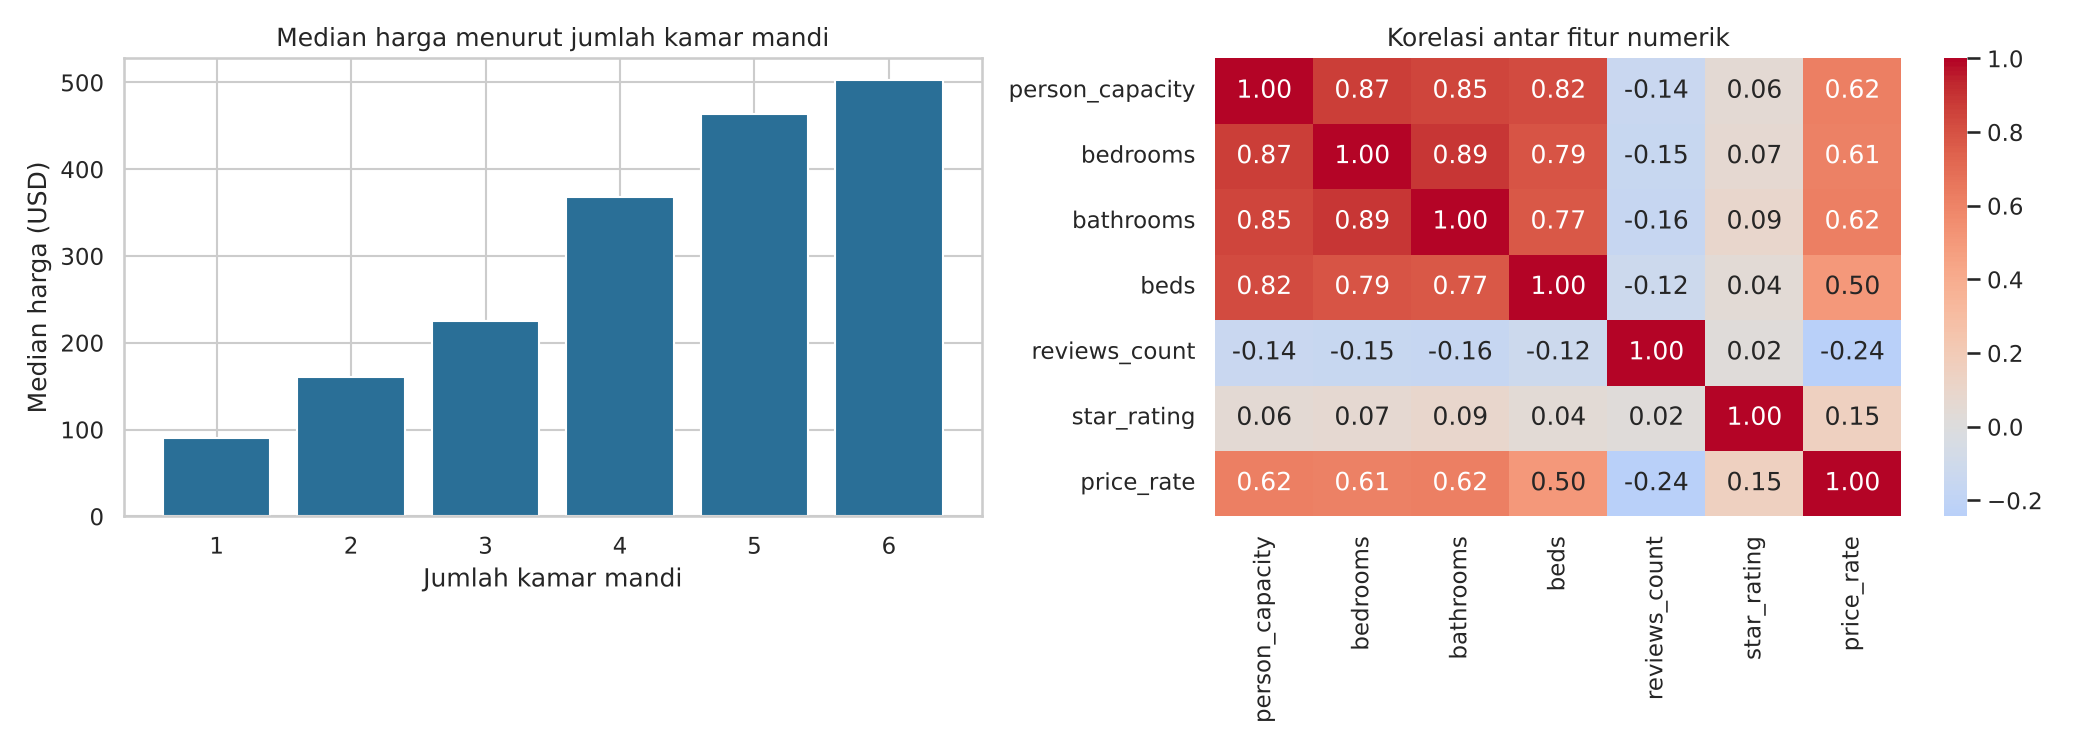 Median harga menurut jumlah kamar mandi
Median harga (USD)
500
400
300
200
100
0
1 2 3 4 5 6
Jumlah kamar mandi
Korelasi antar fitur numerik
person_capacity 1.00 0.87 0.85 0.82 -0.14 0.06 0.62
bedrooms 0.87 1.00 0.89 0.79 -0.15 0.07 0.61
bathrooms 0.85 0.89 1.00 0.77 -0.16 0.09 0.62
beds 0.82 0.79 0.77 1.00 -0.12 0.04 0.50
reviews_count -0.14 -0.15 -0.16 -0.12 1.00 0.02 -0.24
star_rating 0.06 0.07 0.09 0.04 0.02 1.00 0.15
price_rate 0.62 0.61 0.62 0.50 -0.24 0.15 1.00
person_capacity
bedrooms
bathrooms
beds
reviews_count
star_rating
price_rate
1.0
0.8
0.6
0.4
0.2
0.0
−0.2